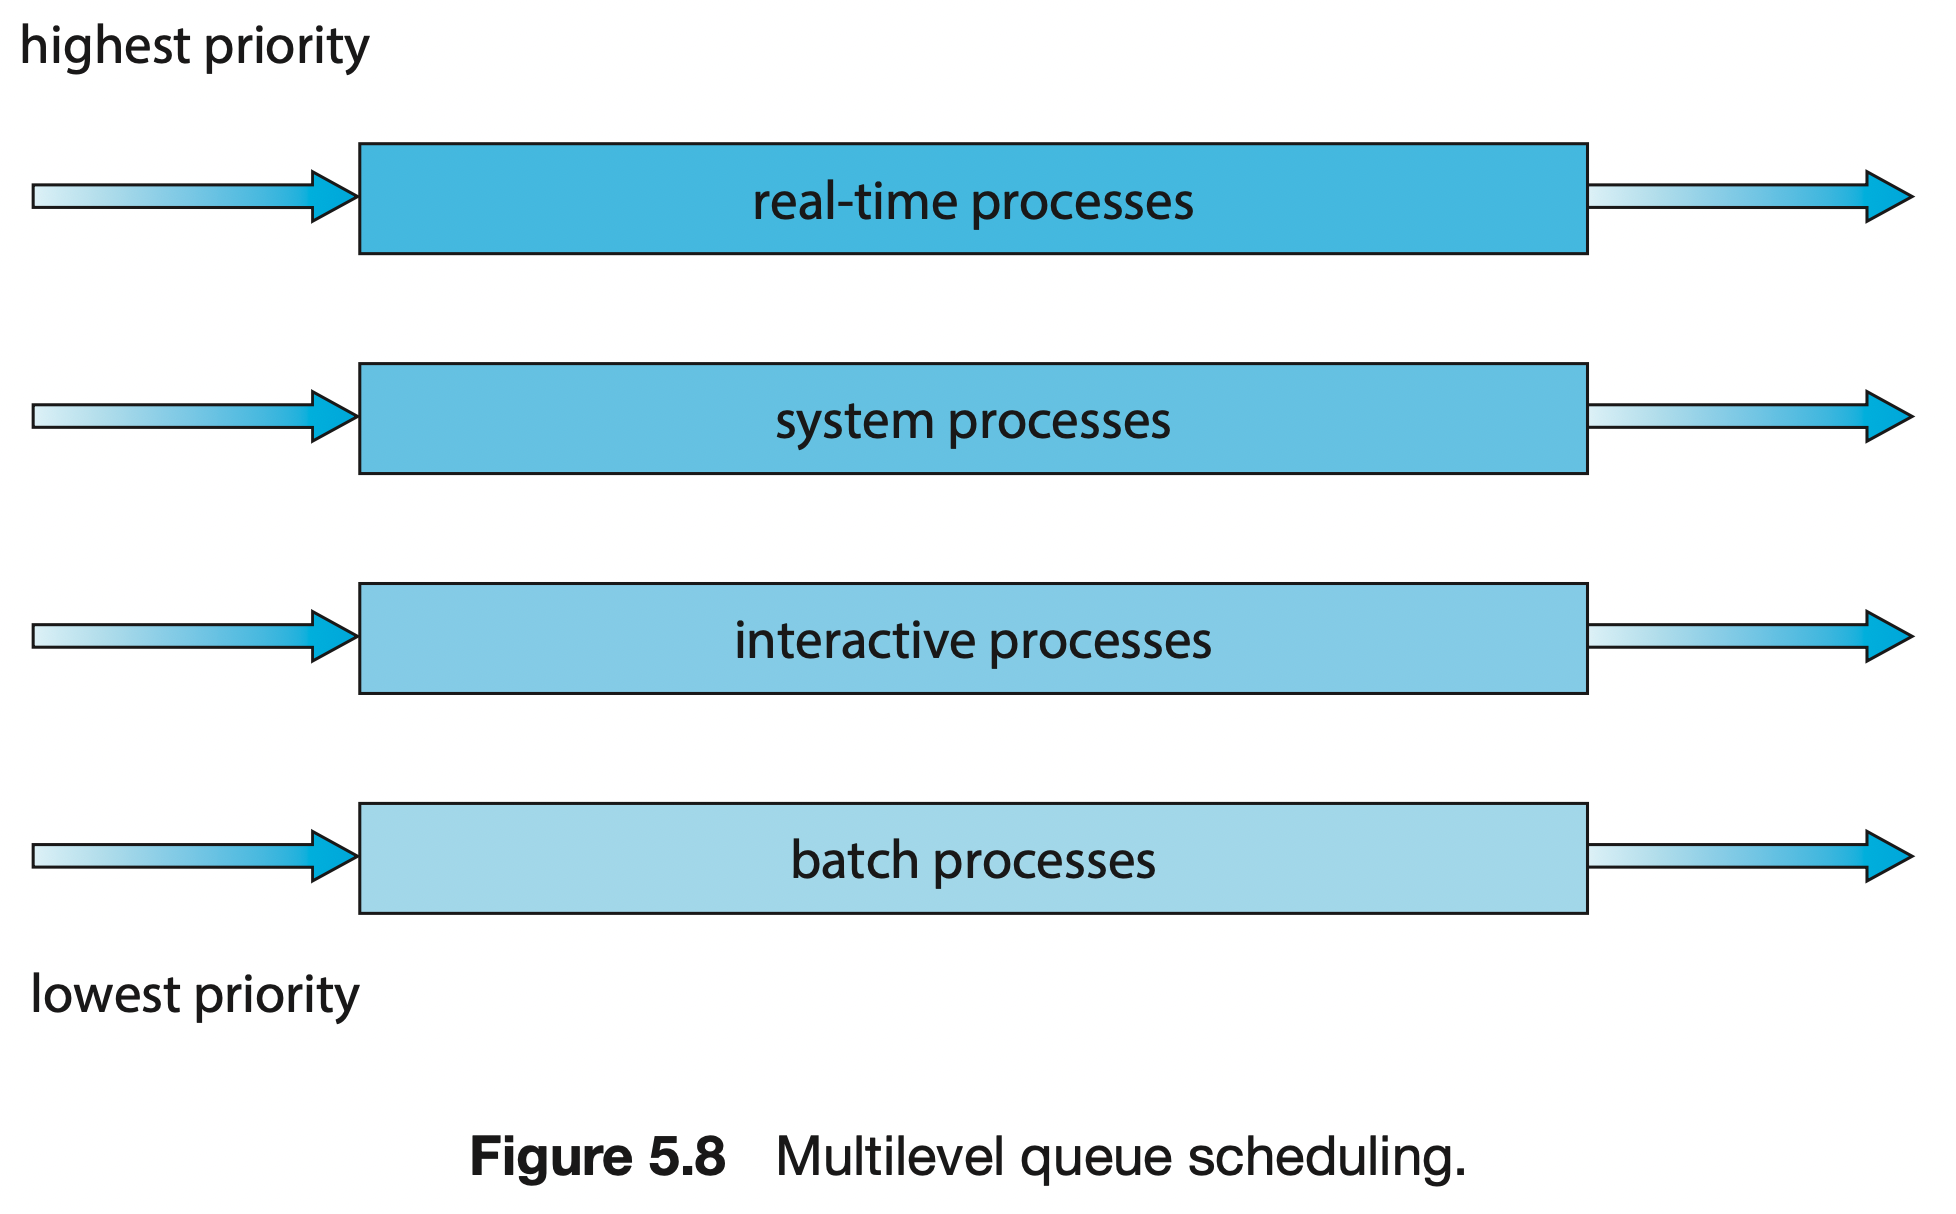 highest priority
real-time processes
system processes
interactive processes
batch processes
lowest priority
Figure 5.8 Multilevel queue scheduling.